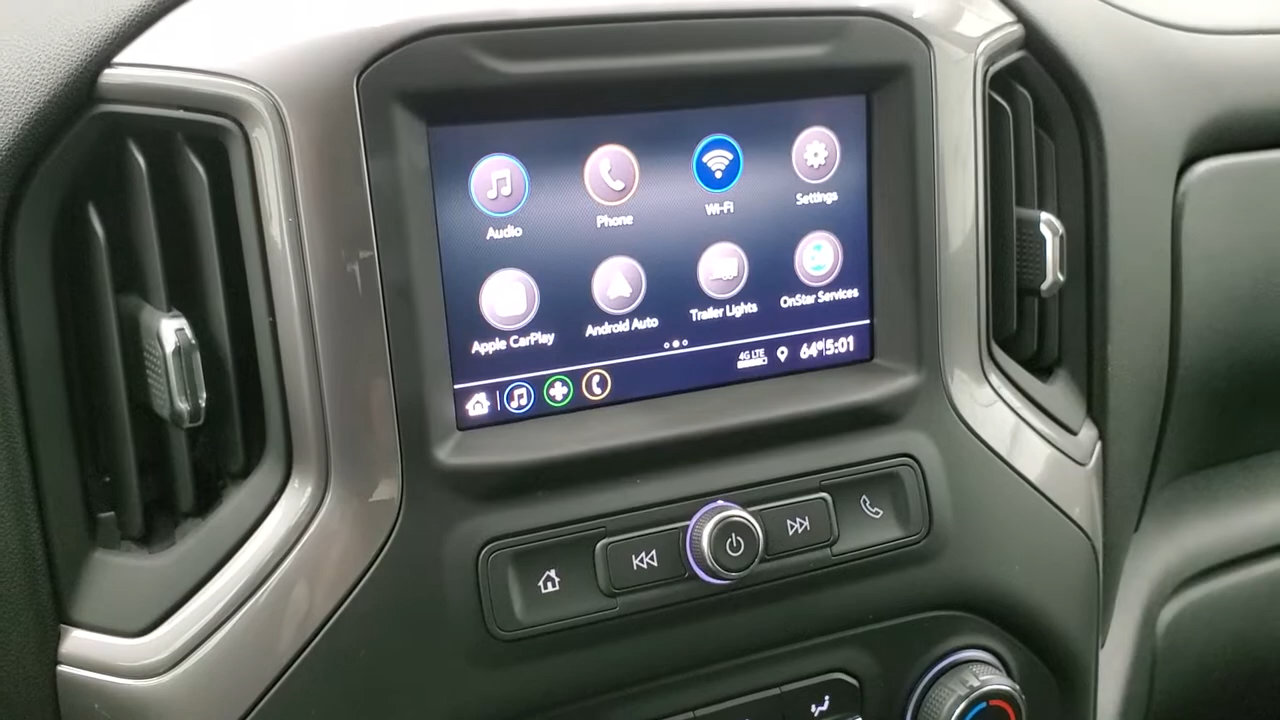 Audio
Phone
Wi-Fi
Settings
Apple CarPlay
Android Auto
Trailer Lights
OnStar Services
4G LTE
64° 5:01